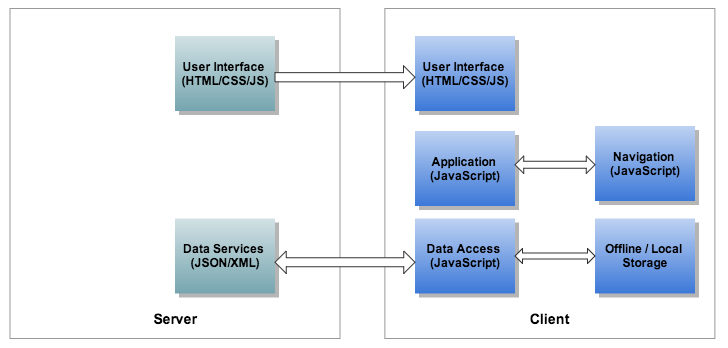 User Interface
(HTML/CSS/JS)
User Interface
(HTML/CSS/JS)
Application
(JavaScript)
Navigation
(JavaScript)
Data Services
(JSON/XML)
Data Access
(JavaScript)
Offline / Local
Storage
Server
Client